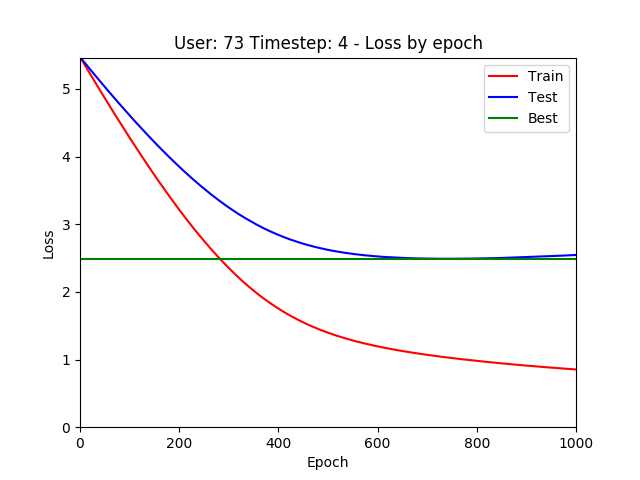 User: 73 Timestep: 4 - Loss by epoch
Train
Test
Best
Loss
5
4
3
2
1
0
0 200 400 600 800 1000
Epoch